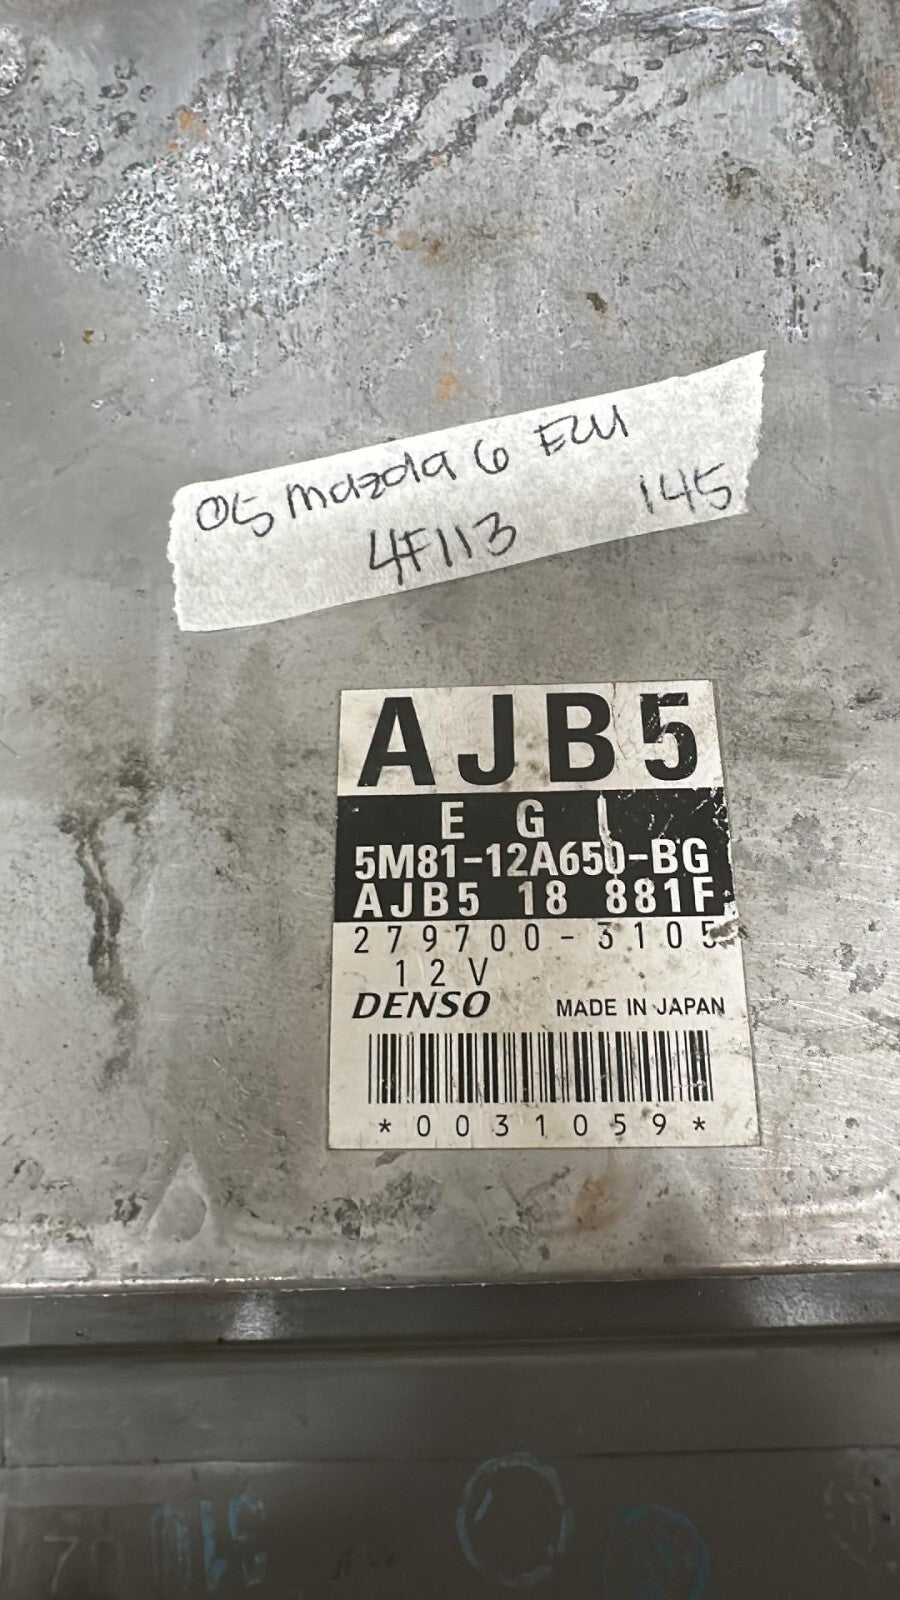 05 Mazda 6 ECU
4F113 145
AJB5
E G I
5M81-12A650-BG
AJB5 18 881F
279700-3105
12V
DENSO MADE IN JAPAN
*0031059*